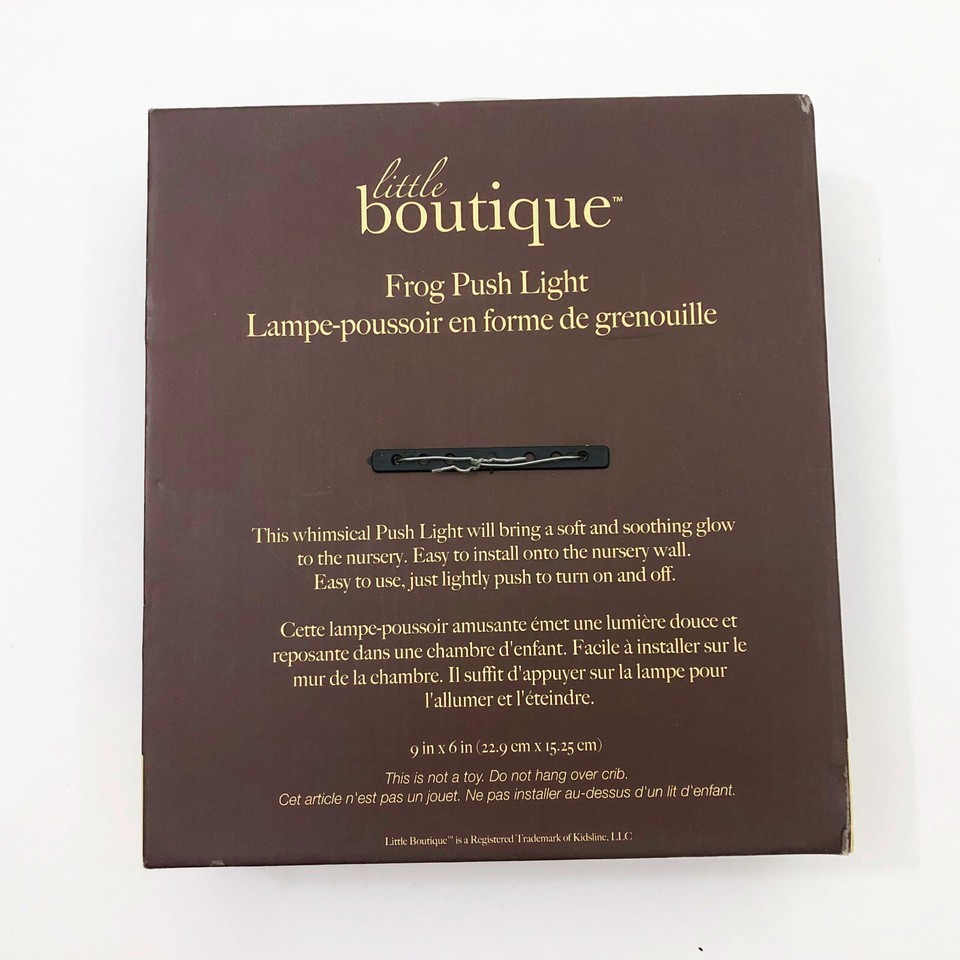 little
boutique™
Frog Push Light
Lampe-poussoir en forme de grenouille
This whimsical Push Light will bring a soft and soothing glow
to the nursery. Easy to install onto the nursery wall.
Easy to use, just lightly push to turn on and off.
Cette lampe-poussoir amusante émet une lumière douce et
reposante dans une chambre d'enfant. Facile à installer sur le
mur de la chambre. Il suffit d'appuyer sur la lampe pour
l'allumer et l'éteindre.
9 in x 6 in (22.9 cm x 15.25 cm)
This is not a toy. Do not hang over crib.
Cet article n'est pas un jouet. Ne pas installer au-dessus d'un lit d'enfant.
Little Boutique™ is a Registered Trademark of Kidsline, LLC